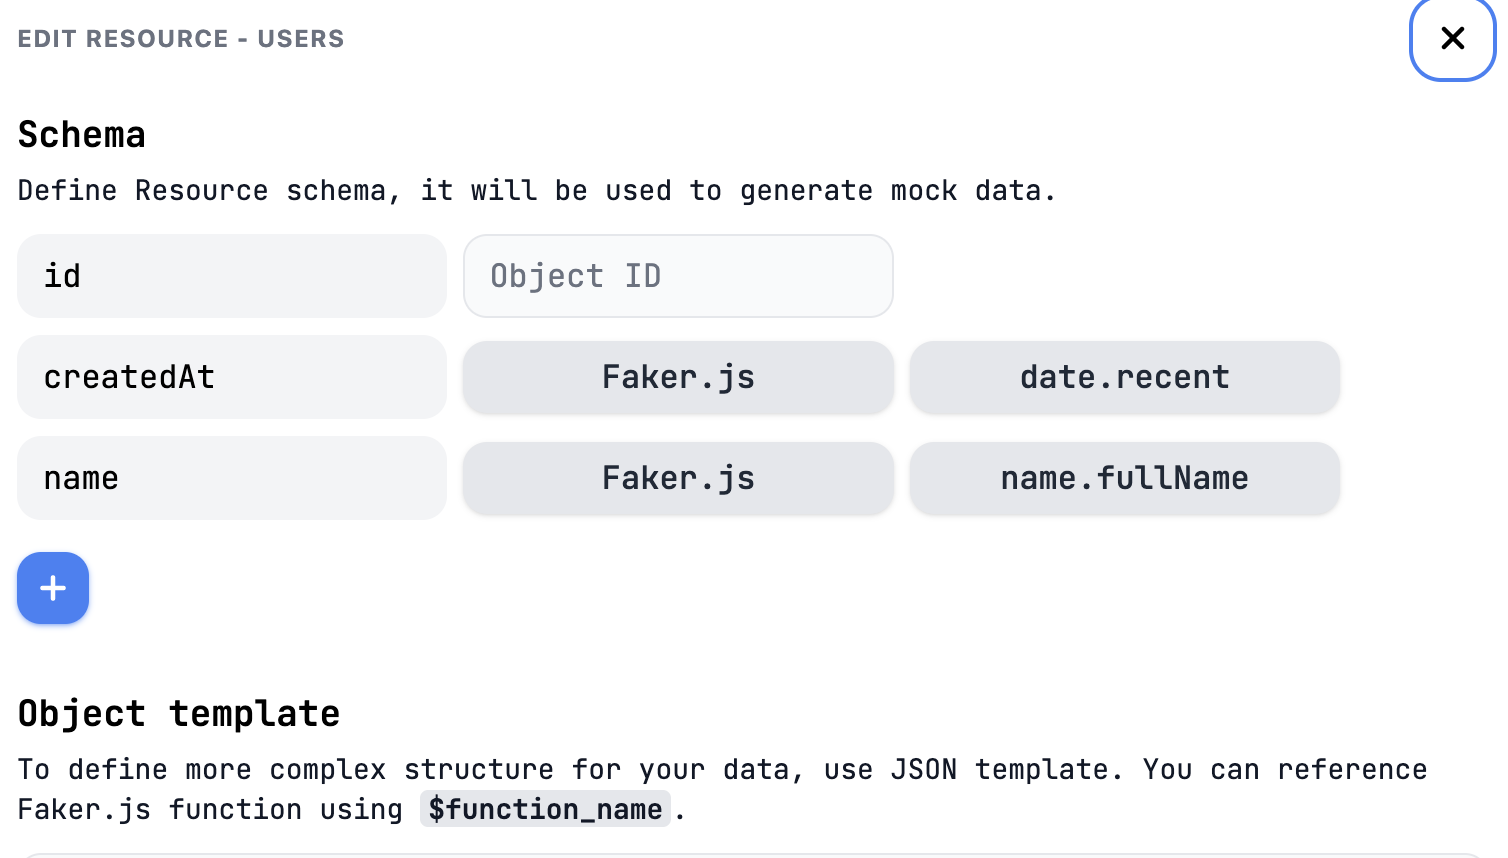 EDIT RESOURCE - USERS
Schema
Define Resource schema, it will be used to generate mock data.
id Object ID
createdAt Faker.js date.recent
name Faker.js name.fullName
Object template
To define more complex structure for your data, use JSON template. You can reference
Faker.js function using $function_name.